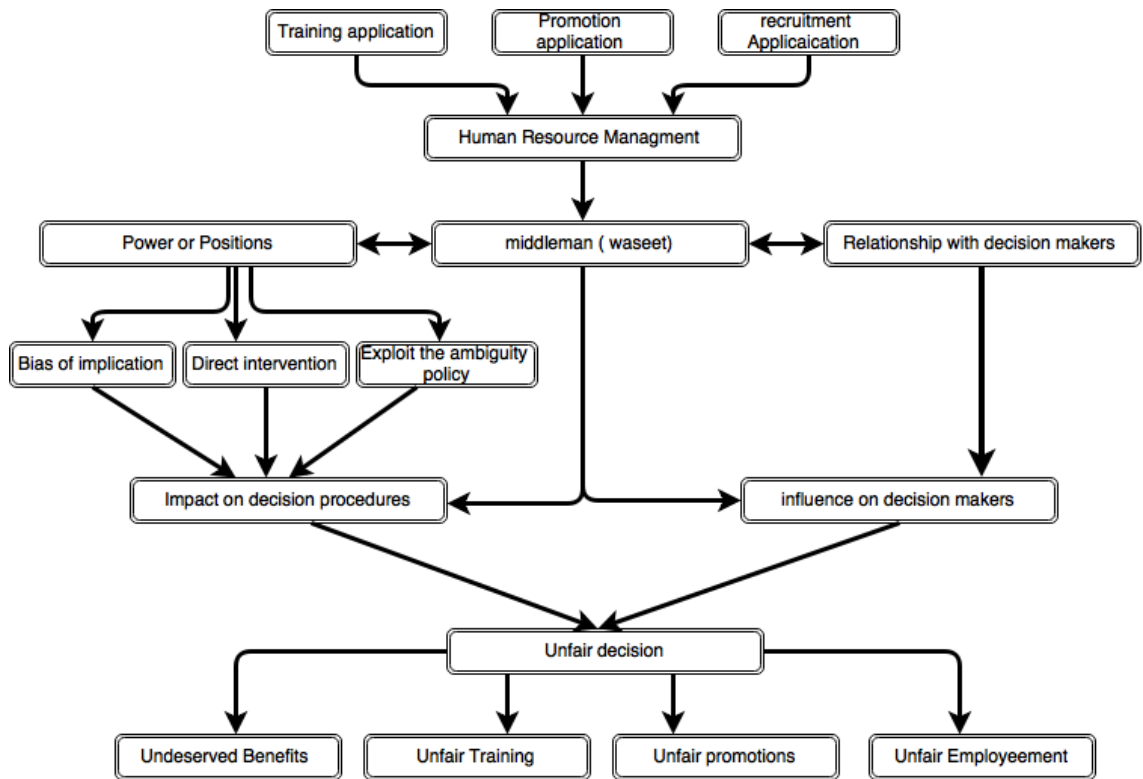 Training application
Promotion
application
recruitment
Applicaication
Human Resource Managment
Power or Positions
middleman ( waseet)
Relationship with decision makers
Bias of implication
Direct intervention
Exploit the ambiguity
policy
Impact on decision procedures
influence on decision makers
Unfair decision
Undeserved Benefits
Unfair Training
Unfair promotions
Unfair Employeement